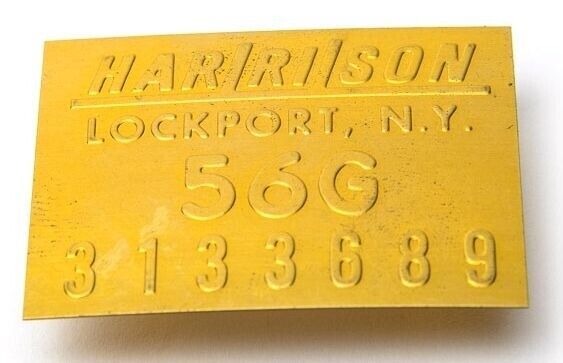 HARRISON
LOCKPORT, N.Y.
56G
3133689